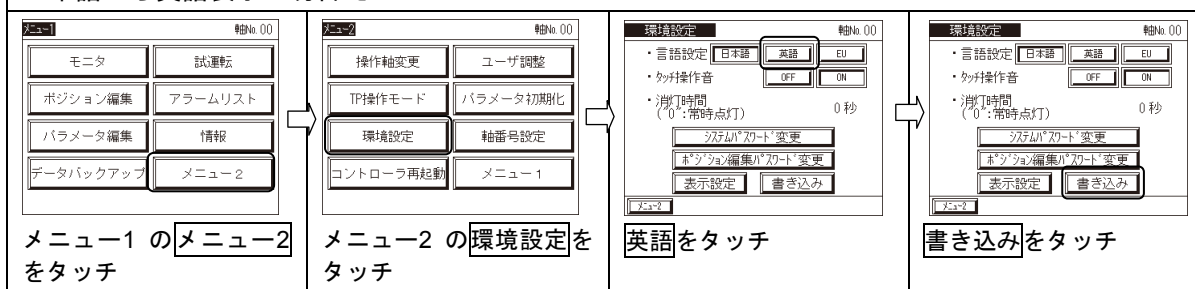 メニュー1 軸No.00
モニタ 試運転
ポジション編集 アラームリスト
パラメータ編集 情報
データバックアップ メニュー2
メニュー1 のメニュー2
をタッチ
メニュー2 軸No.00
操作軸変更 ユーザ調整
TP操作モード パラメータ初期化
環境設定 軸番号設定
コントローラ再起動 メニュー1
メニュー2 の環境設定を
タッチ
環境設定 軸No.00
・言語設定 日本語 英語 EU
・タッチ操作音 OFF ON
・消灯時間 0秒
("0":常時点灯)
システムパスワード変更
ポジション編集パスワード変更
表示設定 書き込み
メニュー2
英語をタッチ
環境設定 軸No.00
・言語設定 日本語 英語 EU
・タッチ操作音 OFF ON
・消灯時間 0秒
("0":常時点灯)
システムパスワード変更
ポジション編集パスワード変更
表示設定 書き込み
メニュー2
書き込みをタッチ